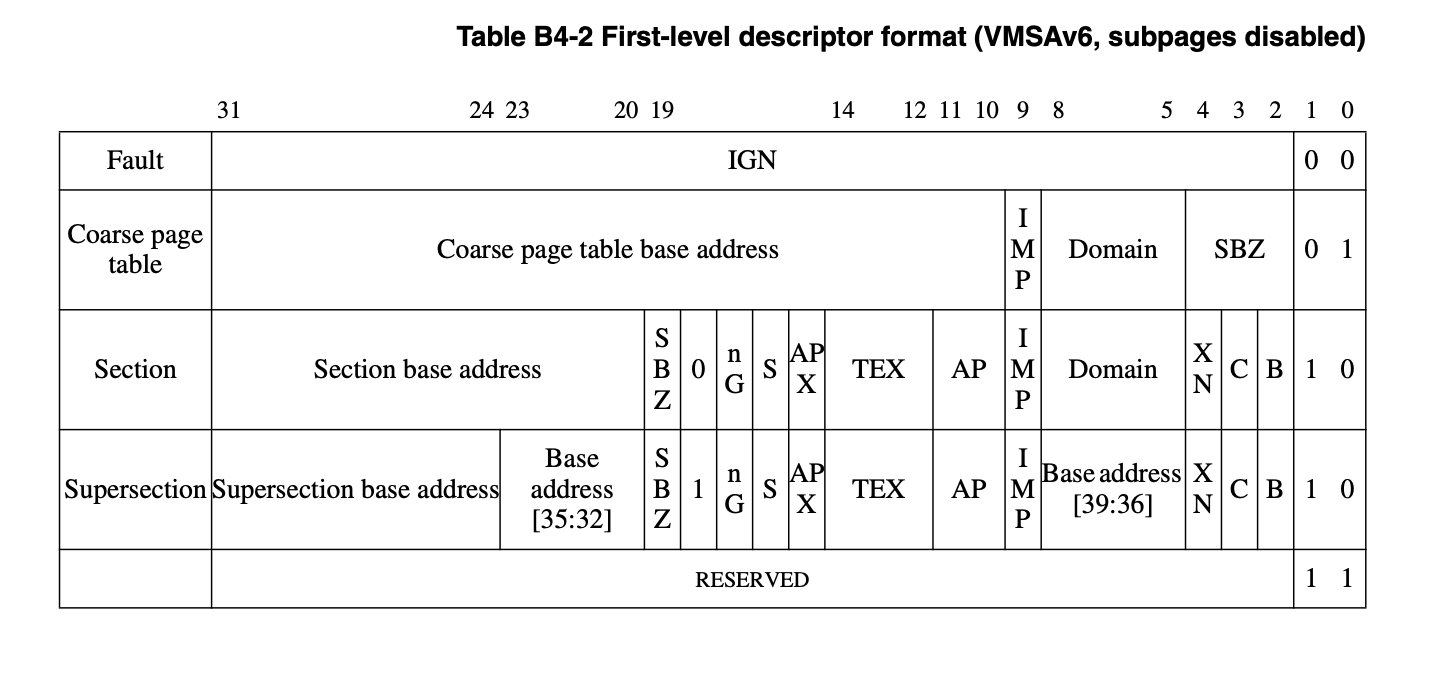 Table B4-2 First-level descriptor format (VMSAv6, subpages disabled)
31 24 23 20 19 14 12 11 10 9 8 5 4 3 2 1 0
Fault IGN 0 0
Coarse page table Coarse page table base address IMP Domain SBZ 0 1
Section Section base address SBZ 0 nG S APX TEX AP IMP Domain XN C B 1 0
Supersection Supersection base address Base address [35:32] SBZ 1 nG S APX TEX AP IMP Base address [39:36] XN C B 1 0
RESERVED 1 1